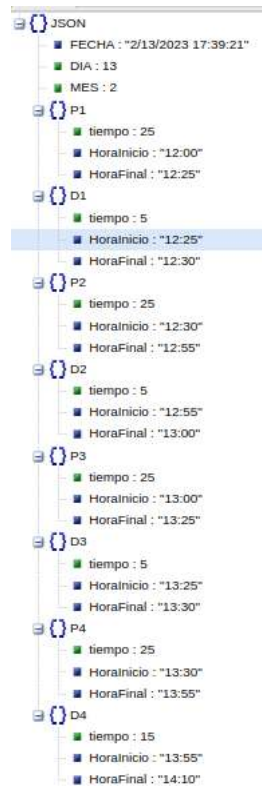 JSON
FECHA : "2/13/2023 17:39:21"
DIA : 13
MES : 2
P1
tiempo : 25
HoraInicio : "12:00"
HoraFinal : "12:25"
D1
tiempo : 5
HoraInicio : "12:25"
HoraFinal : "12:30"
P2
tiempo : 25
HoraInicio : "12:30"
HoraFinal : "12:55"
D2
tiempo : 5
HoraInicio : "12:55"
HoraFinal : "13:00"
P3
tiempo : 25
HoraInicio : "13:00"
HoraFinal : "13:25"
D3
tiempo : 5
HoraInicio : "13:25"
HoraFinal : "13:30"
P4
tiempo : 25
HoraInicio : "13:30"
HoraFinal : "13:55"
D4
tiempo : 15
HoraInicio : "13:55"
HoraFinal : "14:10"